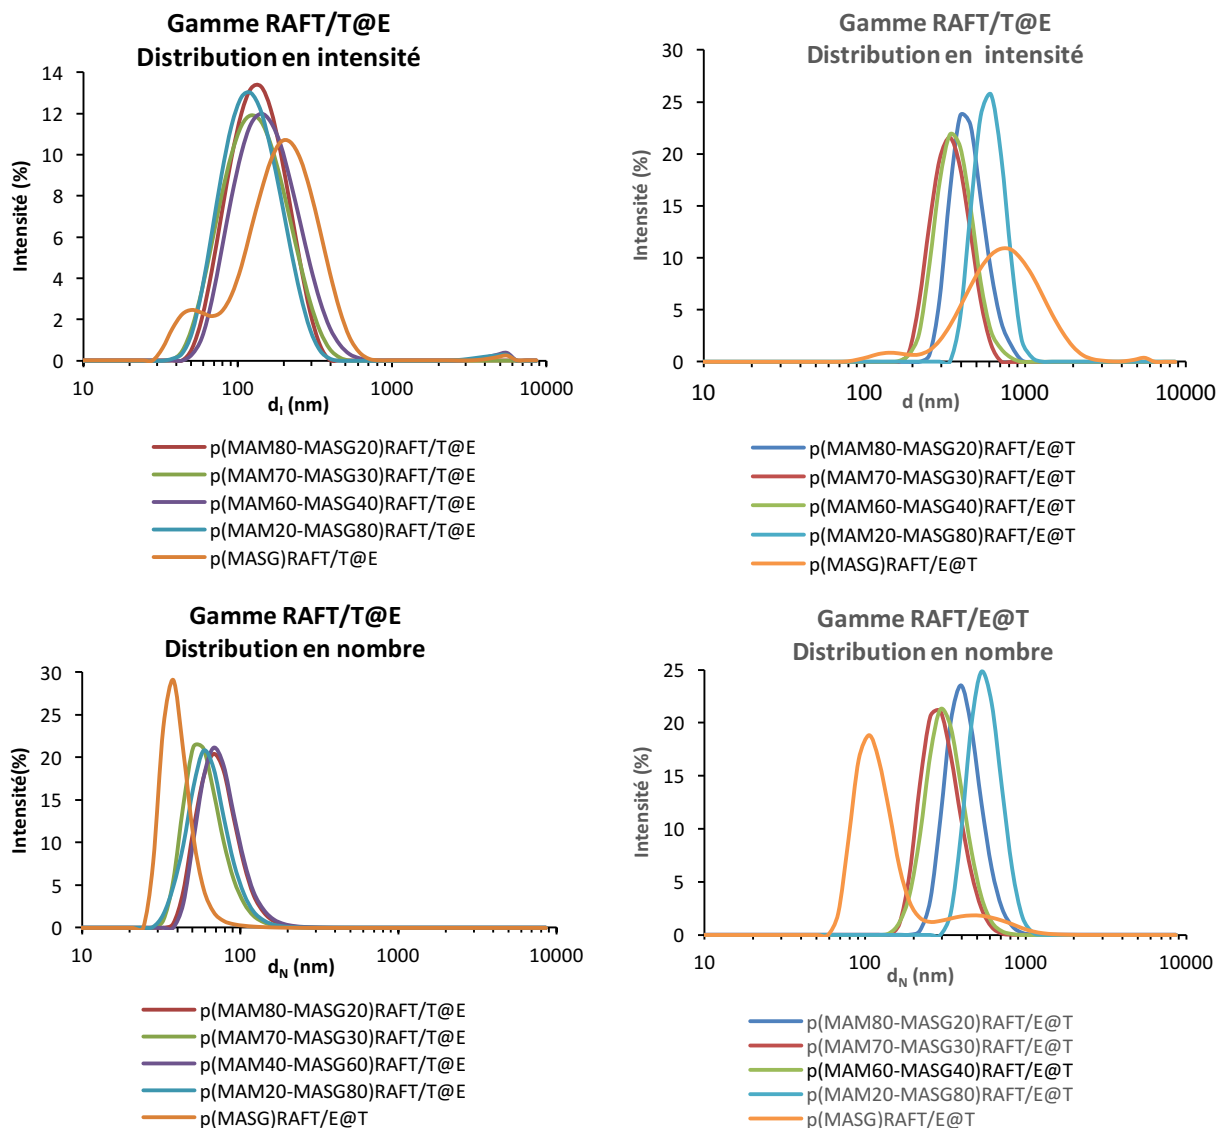 Gamme RAFT/T@E
Distribution en intensité
14
12
10
8
6
4
2
0
Intensité (%)
10
100
1000
10000
dI (nm)
p(MAM80-MASG20)RAFT/T@E
p(MAM70-MASG30)RAFT/T@E
p(MAM60-MASG40)RAFT/T@E
p(MAM20-MASG80)RAFT/T@E
p(MASG)RAFT/T@E
Gamme RAFT/T@E
Distribution en intensité
30
25
20
15
10
5
0
Intensité (%)
10
100
1000
10000
d (nm)
p(MAM80-MASG20)RAFT/E@T
p(MAM70-MASG30)RAFT/E@T
p(MAM60-MASG40)RAFT/E@T
p(MAM20-MASG80)RAFT/E@T
p(MASG)RAFT/E@T
Gamme RAFT/T@E
Distribution en nombre
30
25
20
15
10
5
0
Intensité(%)
10
100
1000
10000
dN (nm)
p(MAM80-MASG20)RAFT/T@E
p(MAM70-MASG30)RAFT/T@E
p(MAM40-MASG60)RAFT/T@E
p(MAM20-MASG80)RAFT/T@E
p(MASG)RAFT/E@T
Gamme RAFT/E@T
Distribution en nombre
25
20
15
10
5
0
Intensité (%)
10
100
1000
10000
dN (nm)
p(MAM80-MASG20)RAFT/E@T
p(MAM70-MASG30)RAFT/E@T
p(MAM60-MASG40)RAFT/E@T
p(MAM20-MASG80)RAFT/E@T
p(MASG)RAFT/E@T